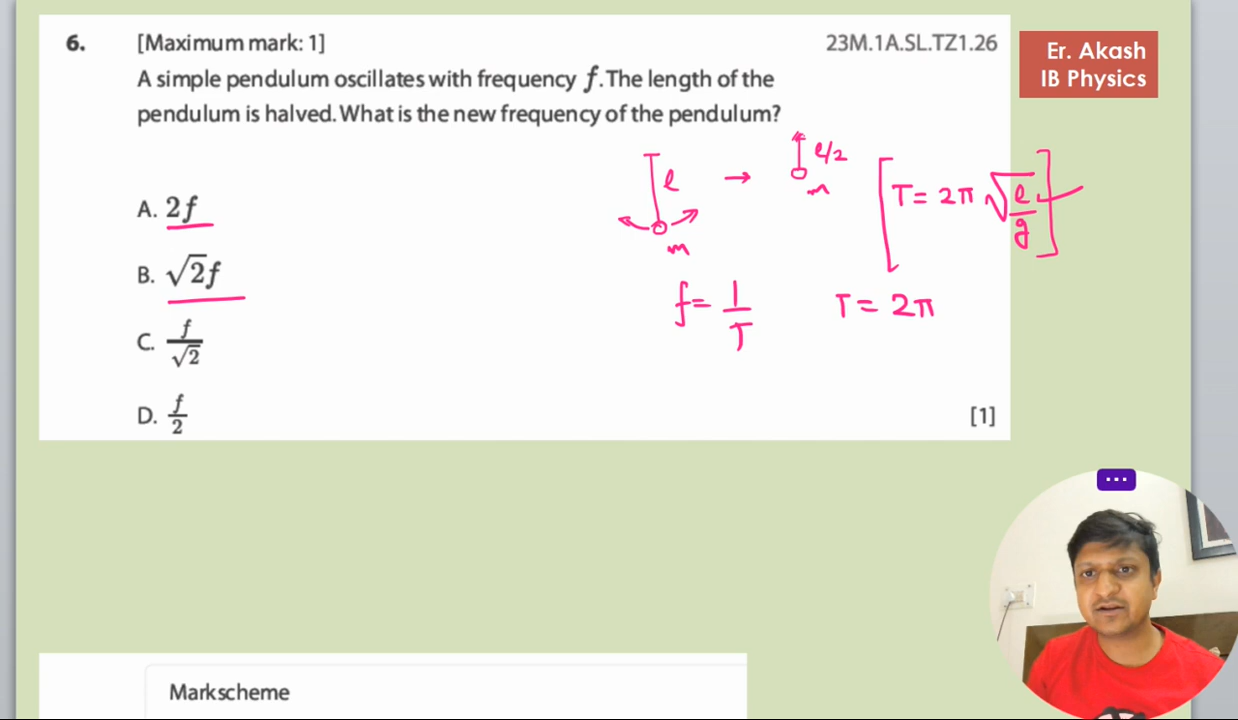 6. [Maximum mark: 1] 23M.1A.SL.TZ1.26
Er. Akash
IB Physics
A simple pendulum oscillates with frequency f. The length of the
pendulum is halved. What is the new frequency of the pendulum?
A. 2f
B. √2f
C. f/√2
D. f/2
[1]
l → l/2
m m
[T = 2π √(l/g)]
f = 1/T
T = 2π
Markscheme